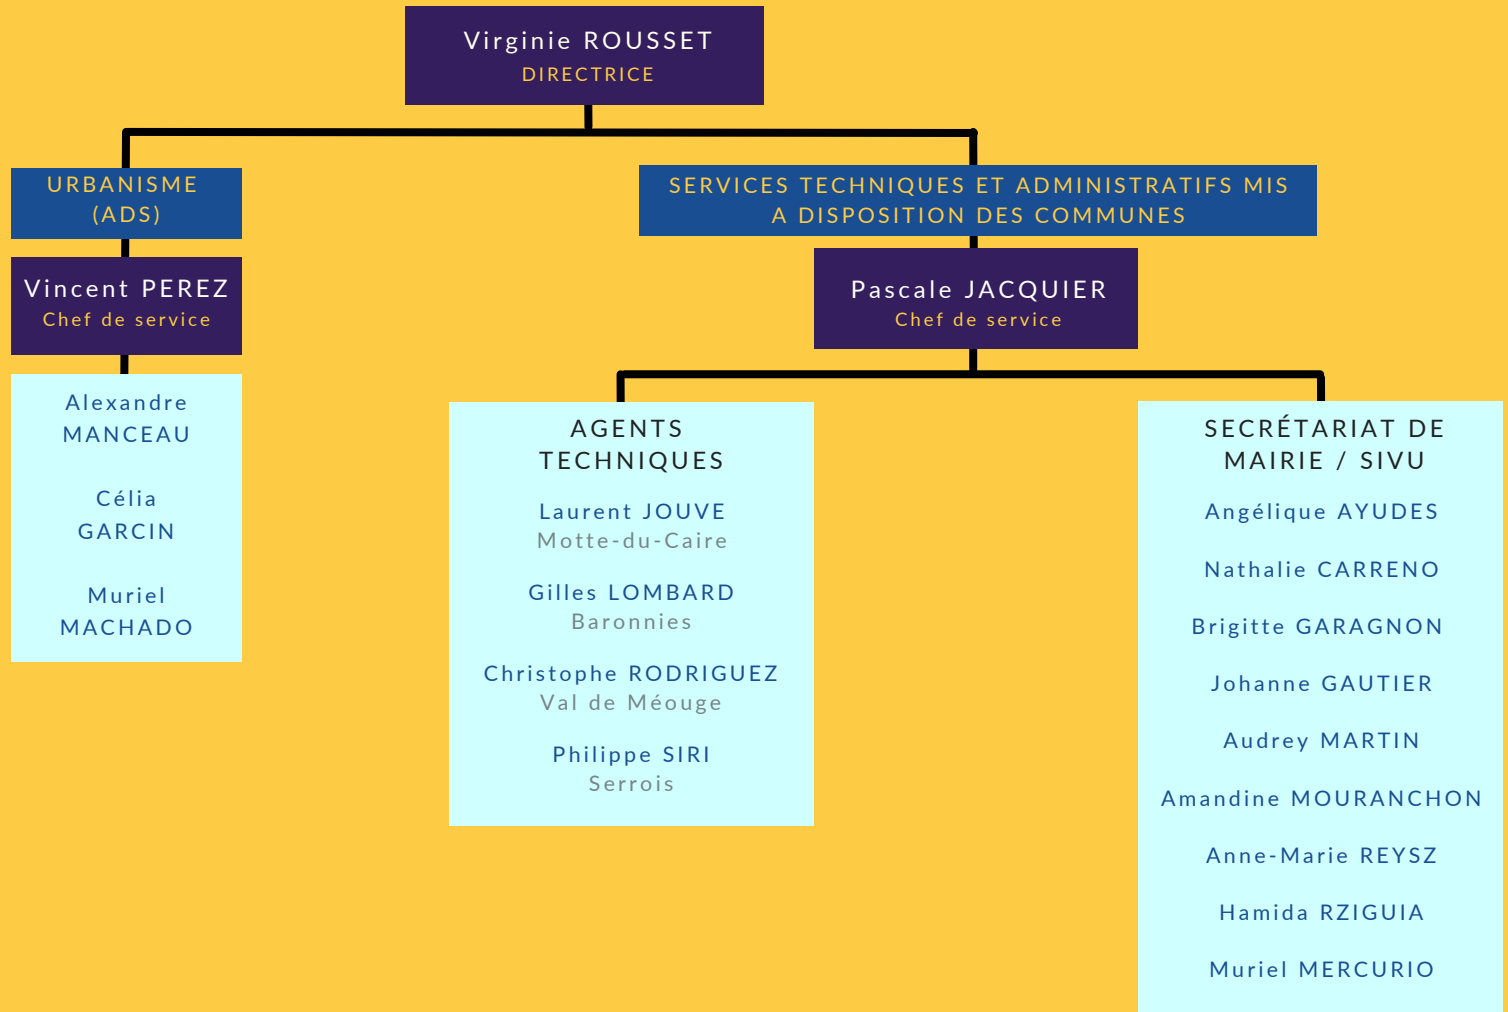 Virginie ROUSSET
DIRECTRICE
URBANISME
(ADS)
Vincent PEREZ
Chef de service
Alexandre
MANCEAU
Célia
GARCIN
Muriel
MACHADO
SERVICES TECHNIQUES ET ADMINISTRATIFS MIS
A DISPOSITION DES COMMUNES
Pascale JACQUIER
Chef de service
AGENTS
TECHNIQUES
Laurent JOUVE
Motte-du-Caire
Gilles LOMBARD
Baronnies
Christophe RODRIGUEZ
Val de Méouge
Philippe SIRI
Serrois
SECRÉTARIAT DE
MAIRIE / SIVU
Angélique AYUDES
Nathalie CARRENO
Brigitte GARAGNON
Johanne GAUTIER
Audrey MARTIN
Amandine MOURANCHON
Anne-Marie REYSZ
Hamida RZIGUIA
Muriel MERCURIO